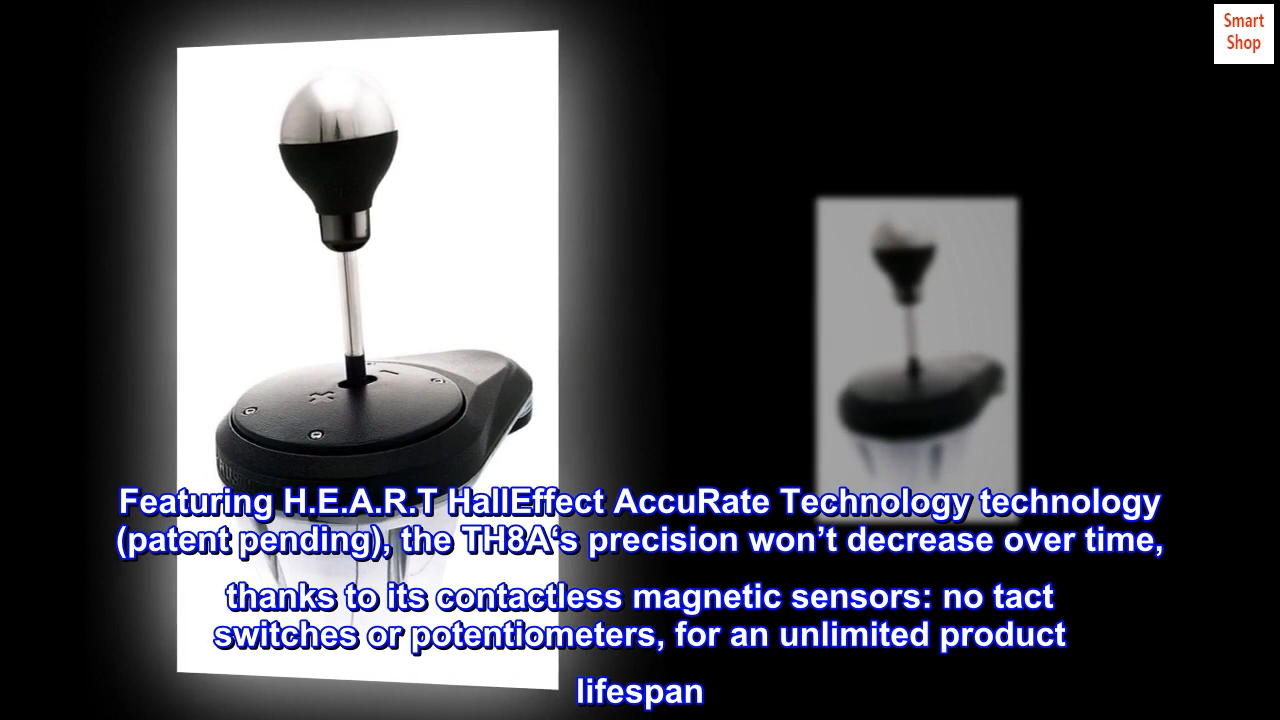 Smart
Shop
Featuring H.E.A.R.T HallEffect AccuRate Technology technology
(patent pending), the TH8A‘s precision won’t decrease over time,
thanks to its contactless magnetic sensors: no tact
switches or potentiometers, for an unlimited product
lifespan